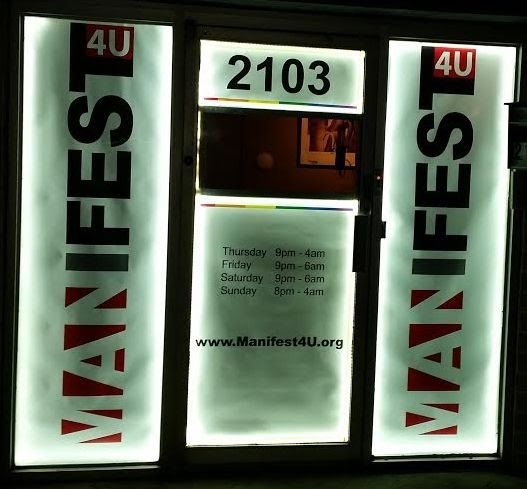 MANIFEST 4U
2103
Thursday 9pm - 4am
Friday 9pm - 6am
Saturday 9pm - 6am
Sunday 8pm - 4am
www.Manifest4U.org
MANIFEST 4U